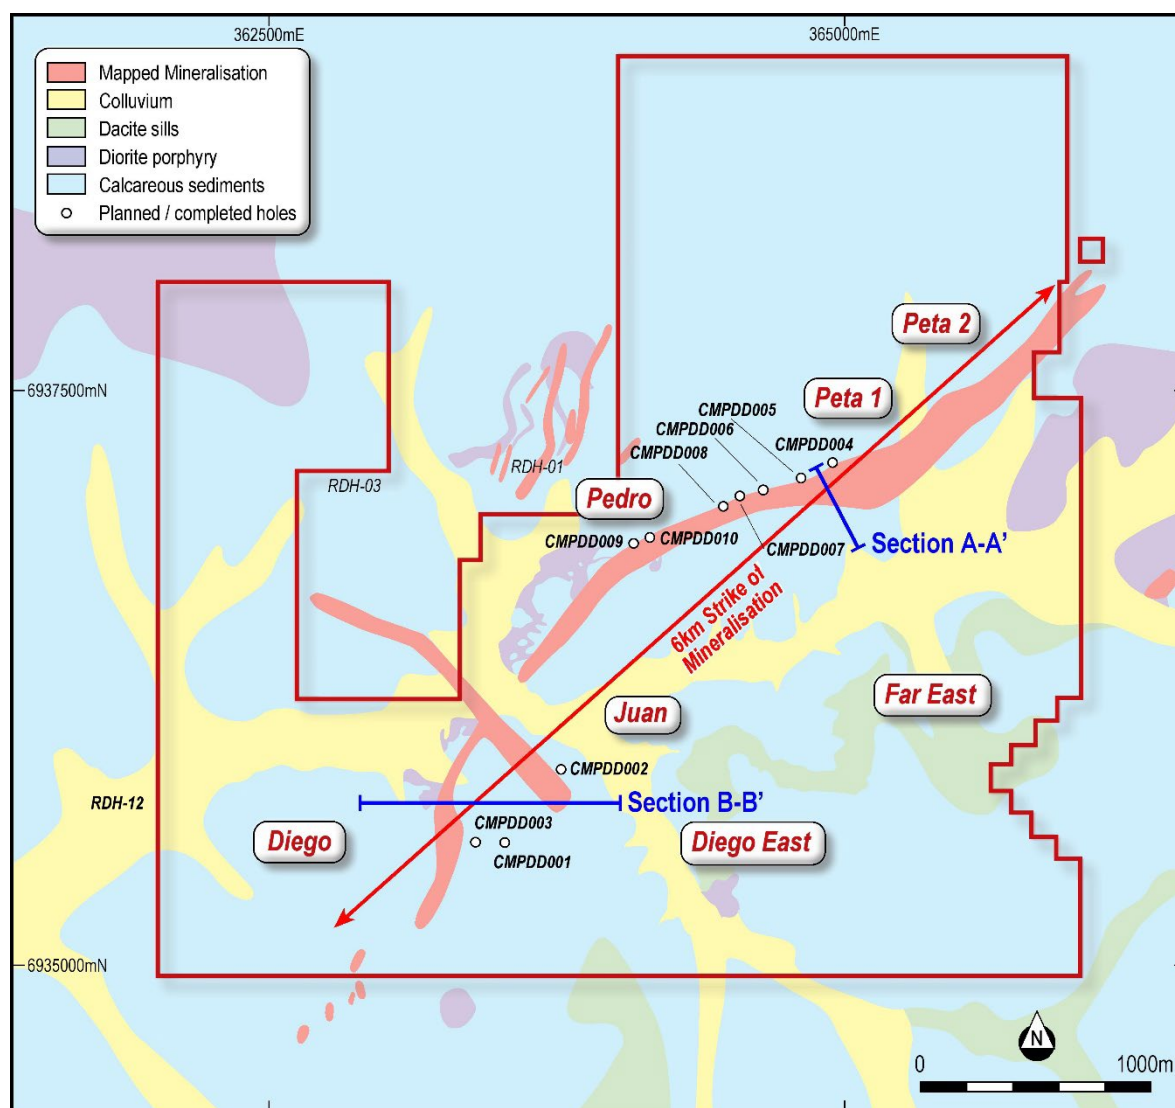 362500mE
365000mE
Mapped Mineralisation
Colluvium
Dacite sills
Diorite porphyry
Calcareous sediments
Planned / completed holes
Peta 2
6937500mN
Peta 1
CMPDD005
CMPDD006
CMPDD004
CMPDD008
RDH-01
RDH-03
Pedro
CMPDD009
CMPDD010
CMPDD007
Section A-A’
6km Strike of
Mineralisation
Far East
Juan
CMPDD002
RDH-12
Section B-B’
CMPDD003
Diego
Diego East
CMPDD001
6935000mN
N
0
1000m